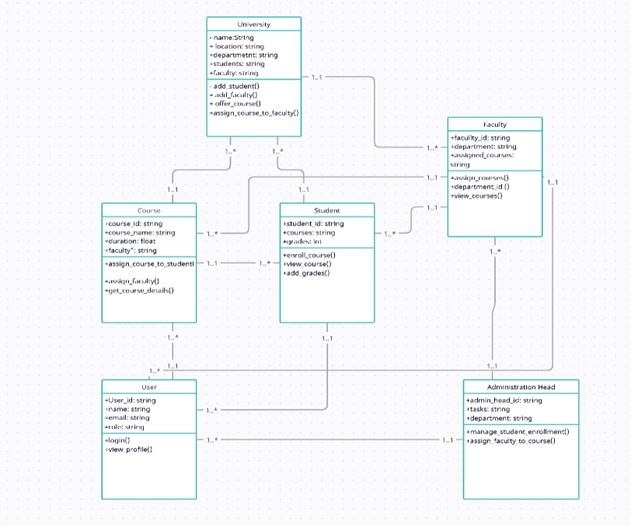 University
- name:String
+ location: string
+departmetnt: string
+students: string
+faculty: string
- add_student()
+ add_faculty()
+ offer_course()
+assign_course_to_faculty()
1..1
Faculty
+faculity_id: string
+department: string
+assigned_courses:
string
+assign_courses()
+department_id ()
+view_courses()
1..*
1..*
1..*
1..1
1..1
1..1
1..1
1..1
Course
+course_id: string
+course_name: string
+duration: float
+faculty": string
+assign_course_to_studenti
+assign_faculty()
+get_course_details()
Student
+student_id: string
+courses: string
+grades: int
+enroll_course()
+view_course()
+add_grades()
1..*
1..*
1..1
1..*
1..*
1..*
1..1
1..1
1..*
1..1
User
+User_id: string
+name: string
+email: string
+role: string
+login()
+view_profile()
Administration Head
+admin_head_id: string
+tasks: string
+department: string
+manage_student_enrollment()
+assign_faculty_to_course()
1..*
1..*
1..1